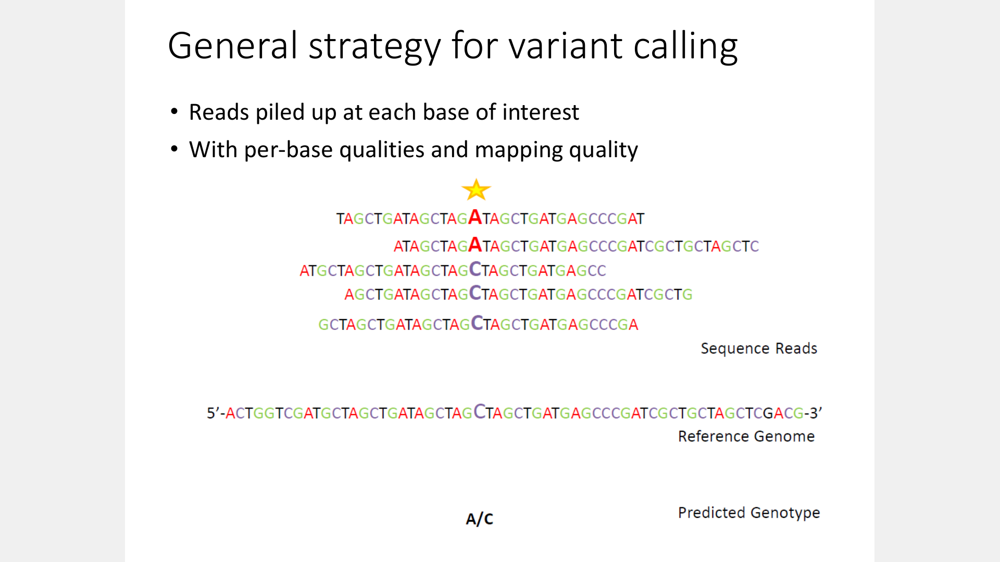 General strategy for variant calling
• Reads piled up at each base of interest
• With per-base qualities and mapping quality
TAGCTGATAGCTAGATAGCTGATGAGCCCGAT
ATAGCTAGATAGCTGATGAGCCCGATCGCTGCTAGCTC
ATGCTAGCTGATAGCTAGCTAGCTGATGAGCC
AGCTGATAGCTAGCTAGCTGATGAGCCCGATCGCTG
GCTAGCTGATAGCTAGCTAGCTGATGAGCCCGA
Sequence Reads
5’-ACTGGTCGATGCTAGCTGATAGCTAGCTAGCTGATGAGCCCGATCGCTGCTAGCTCGACG-3’
Reference Genome
Predicted Genotype
A/C